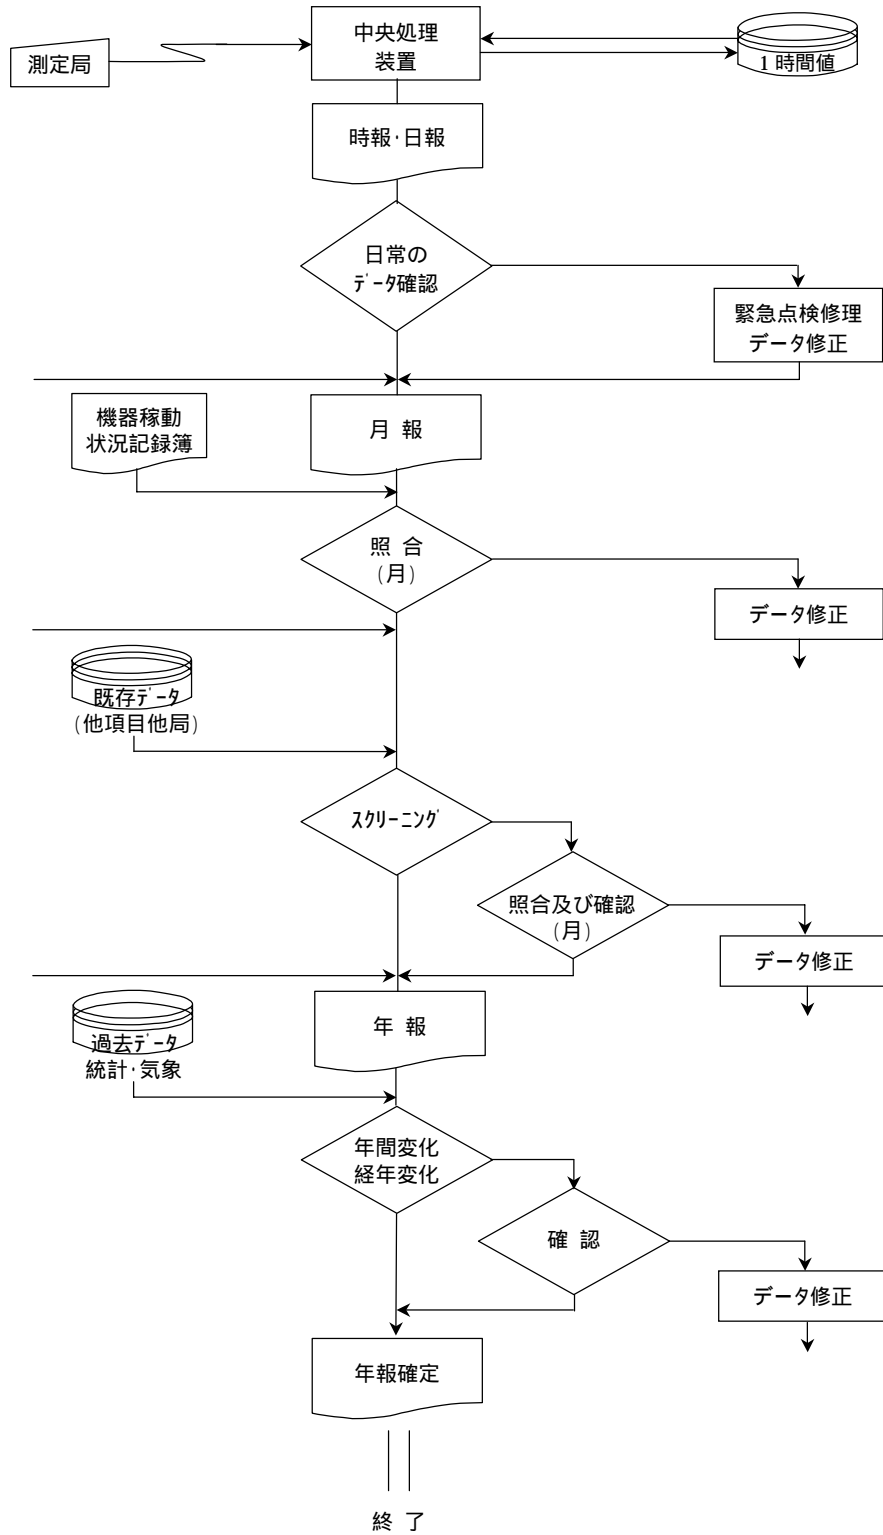 測定局
中央処理
装置
1時間値
時報・日報
日常の
ﾃﾞｰﾀ確認
緊急点検修理
データ修正
機器稼動
状況記録簿
月 報
照 合
(月)
データ修正
既存ﾃﾞｰﾀ
(他項目他局)
ｽｸﾘｰﾆﾝｸﾞ
照合及び確認
(月)
データ修正
年 報
過去ﾃﾞｰﾀ
統計・気象
年間変化
経年変化
確 認
データ修正
年報確定
終 了